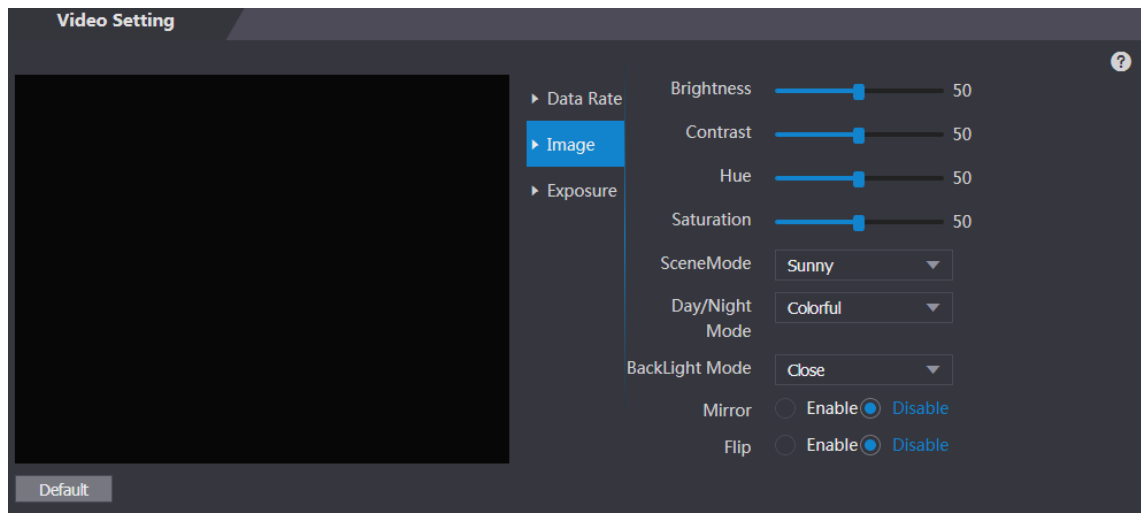 Video Setting
?
Data Rate
Image
Exposure
Brightness 50
Contrast 50
Hue 50
Saturation 50
SceneMode Sunny
Day/Night Colorful
Mode
BackLight Mode Close
Mirror Enable Disable
Flip Enable Disable
Default